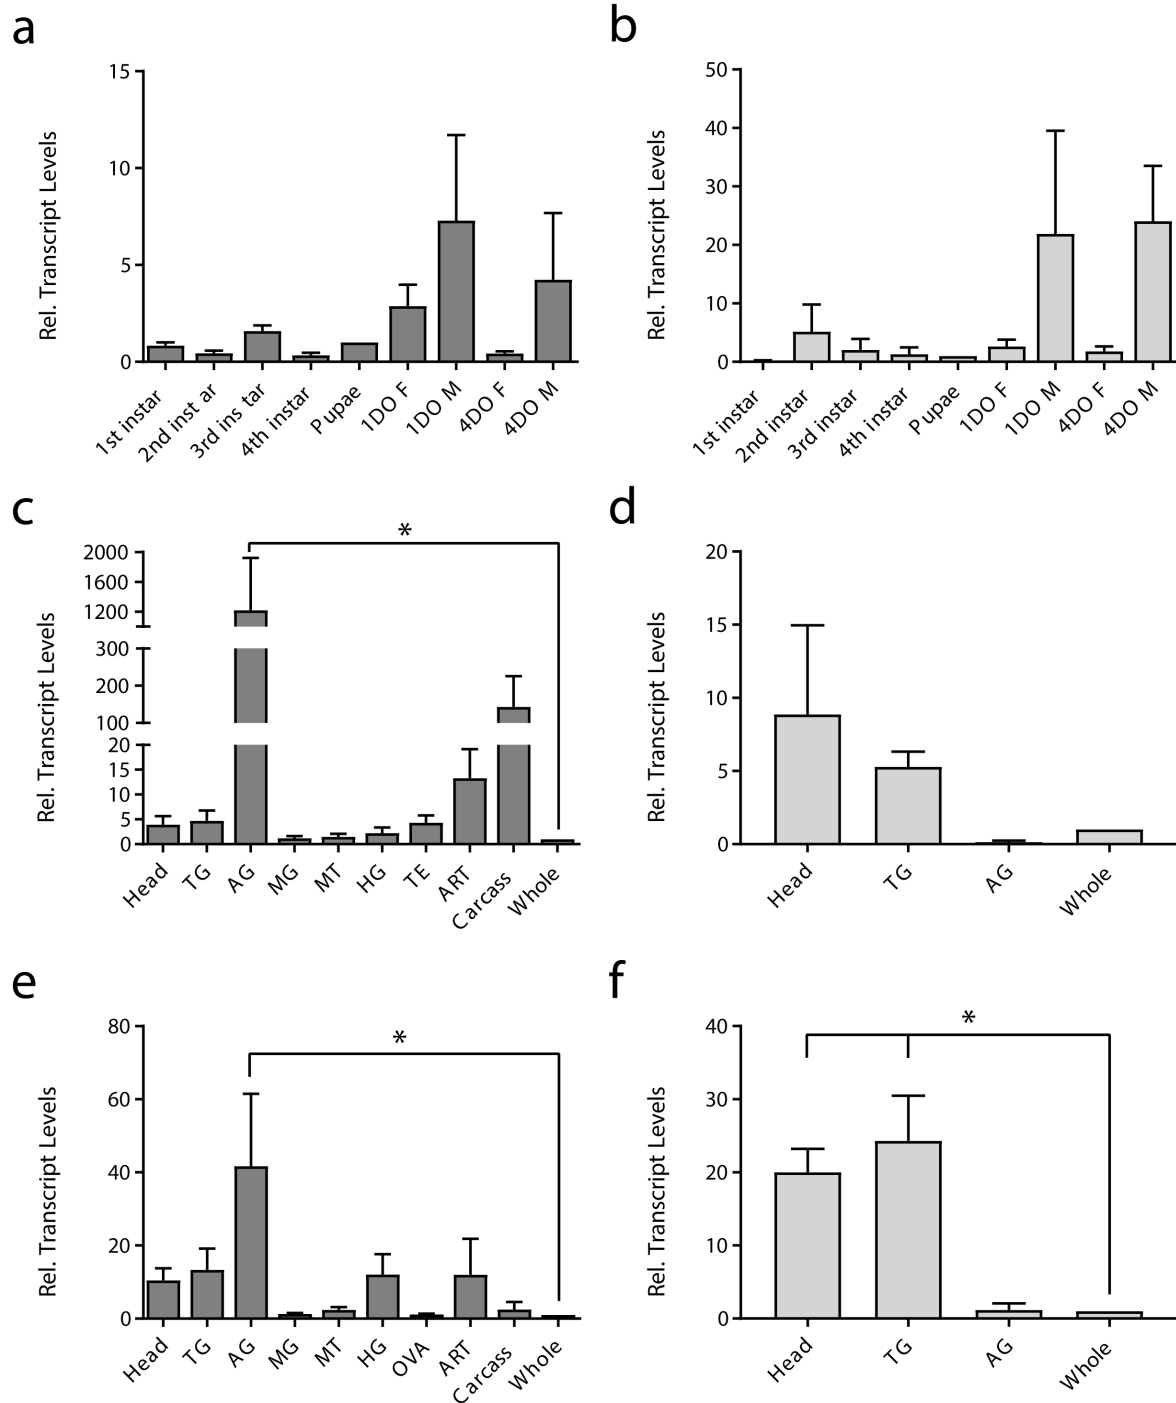 a
Rel. Transcript Levels
15
10
5
0
1st instar
2nd inst ar
3rd ins tar
4th instar
Pupae
1DO F
1DO M
4DO F
4DO M
b
Rel. Transcript Levels
50
40
30
20
10
0
1st instar
2nd instar
3rd instar
4th instar
Pupae
1DO F
1DO M
4DO F
4DO M
c
Rel. Transcript Levels
2000
1600
1200
300
200
100
20
15
10
5
0
*
Head
TG
AG
MG
MT
HG
TE
ART
Carcass
Whole
d
Rel. Transcript Levels
20
15
10
5
0
Head
TG
AG
Whole
e
Rel. Transcript Levels
80
60
40
20
0
*
Head
TG
AG
MG
MT
HG
OVA
ART
Carcass
Whole
f
Rel. Transcript Levels
40
30
20
10
0
*
Head
TG
AG
Whole